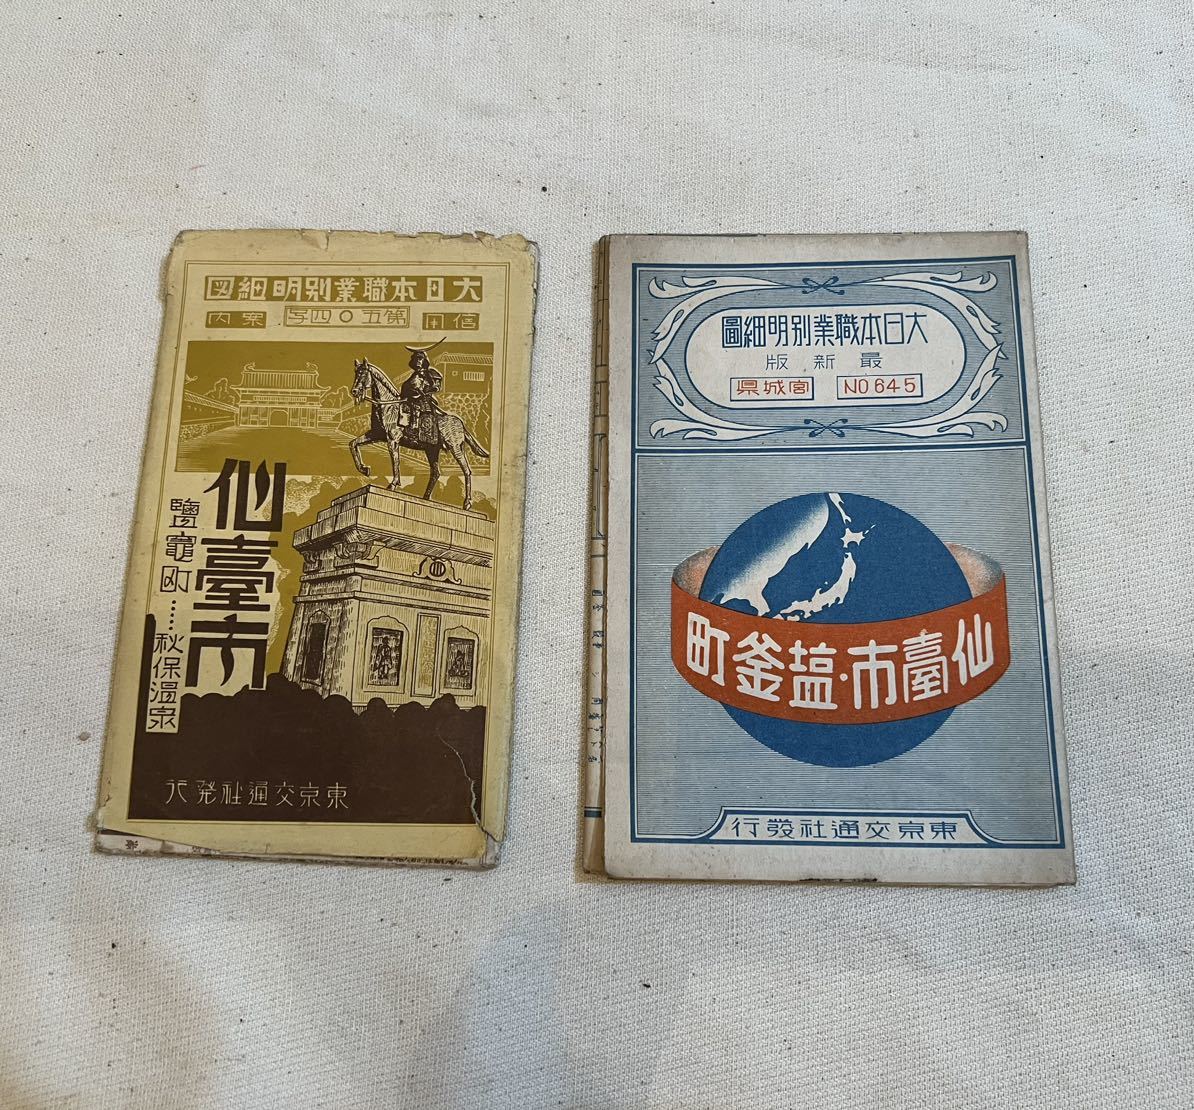 大日本職業別明細図
信用案内
第五〇四号
仙臺市
鹽竈町……秋保温泉
東京交通社発行
大日本職業別明細圖
最新版
NO645
宮城県
仙臺市・塩釜町
東京交通社發行